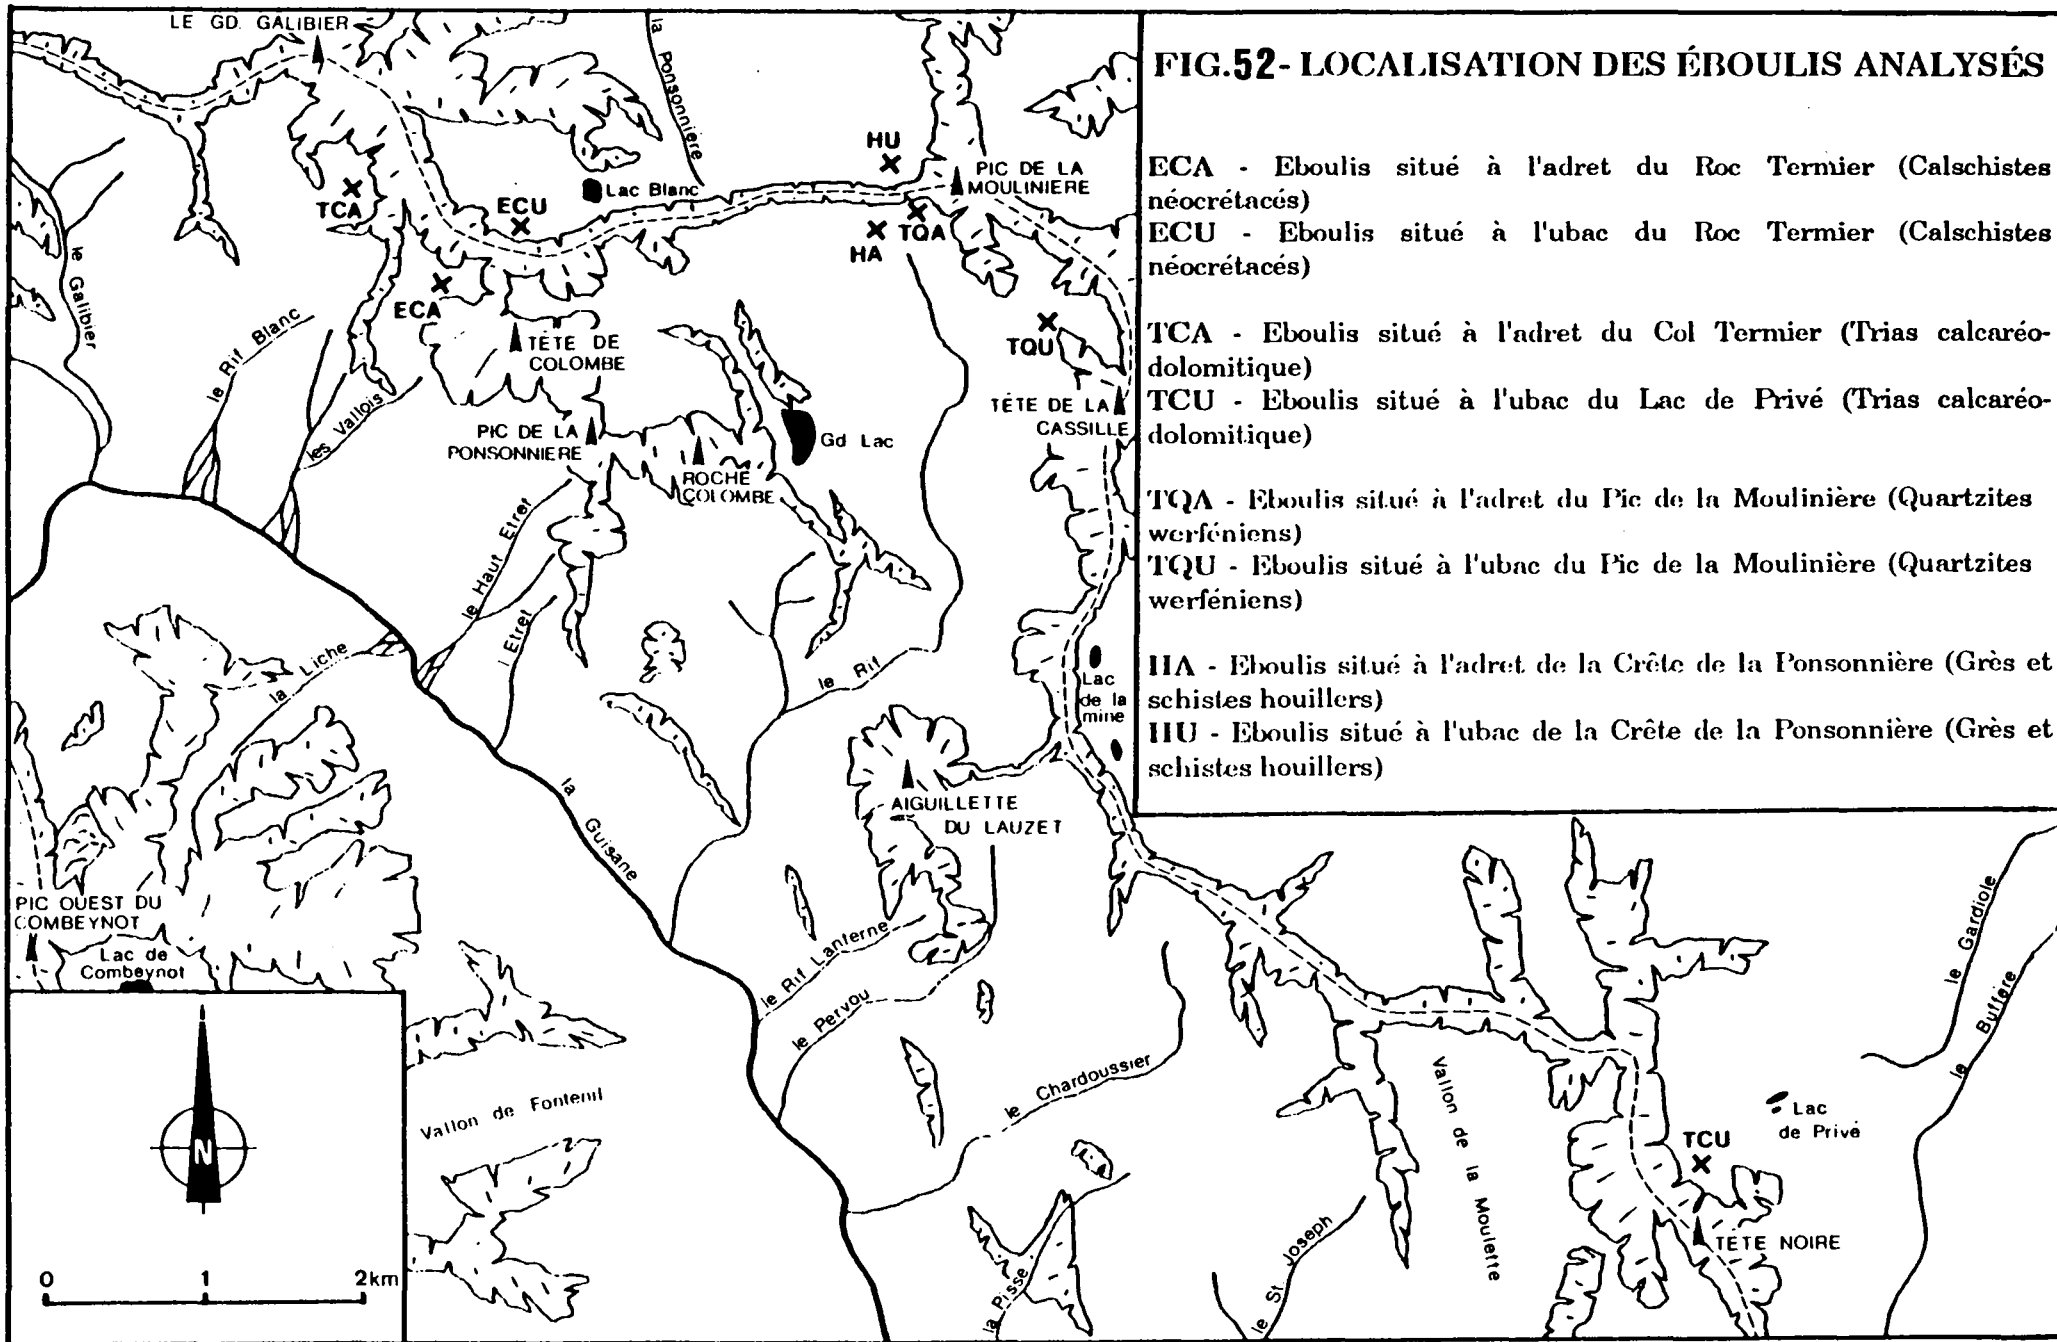 LE GD. GALIBIER
la Ponsonnière
FIG.52- LOCALISATION DES ÉBOULIS ANALYSÉS
ECA - Eboulis situé à l'adret du Roc Termier (Calschistes
néocrétacés)
ECU - Eboulis situé à l'ubac du Roc Termier (Calschistes
néocrétacés)
TCA - Eboulis situé à l'adret du Col Termier (Trias calcaréo-
dolomitique)
TCU - Eboulis situé à l'ubac du Lac de Privé (Trias calcaréo-
dolomitique)
TQA - Eboulis situé à l'adret du Pic de la Moulinière (Quartzites
werféniens)
TQU - Eboulis situé à l'ubac du Pic de la Moulinière (Quartzites
werféniens)
HA - Eboulis situé à l'adret de la Crête de la Ponsonnière (Grès et
schistes houillers)
HU - Eboulis situé à l'ubac de la Crête de la Ponsonnière (Grès et
schistes houillers)
HU
PIC DE LA
MOULINIERE
Lac Blanc
TCA
ECU
TQA
HA
le Galibier
ECA
le Rif Blanc
TÊTE DE
COLOMBE
TQU
les Vallois
TÊTE DE LA
CASSILLE
PIC DE LA
PONSONNIERE
Gd Lac
ROCHE
COLOMBE
le Haut Etret
l Etret
la Liche
le Rif
Lac
de la
mine
la Guisane
AIGUILLETTE
DU LAUZET
PIC OUEST DU
COMBEYNOT
Lac de
Combeynot
le Rif Lanterne
le Pervou
le Gardiole
le Buffère
Vallon de Fontenil
le Chardoussier
Vallon de la Moulette
Lac
de Privé
TCU
TÊTE NOIRE
la Pisse
le St. Joseph
N
0 1 2km